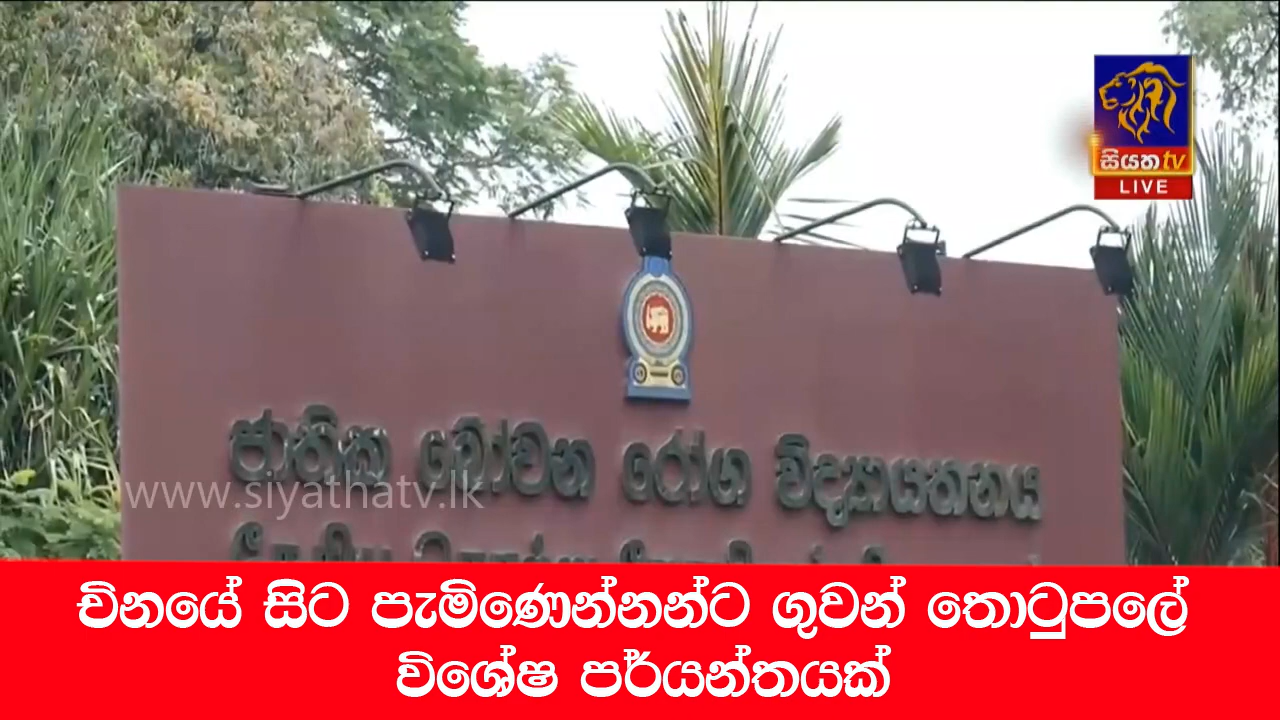 සියත tv
LIVE
ජාතික බෝවන රෝග විද්‍යායතනය
www.siyathatv.lk
චිනයේ සිට පැමිණෙන්නන්ට ගුවන් තොටුපලේ
විශේෂ පර්යන්තයක්